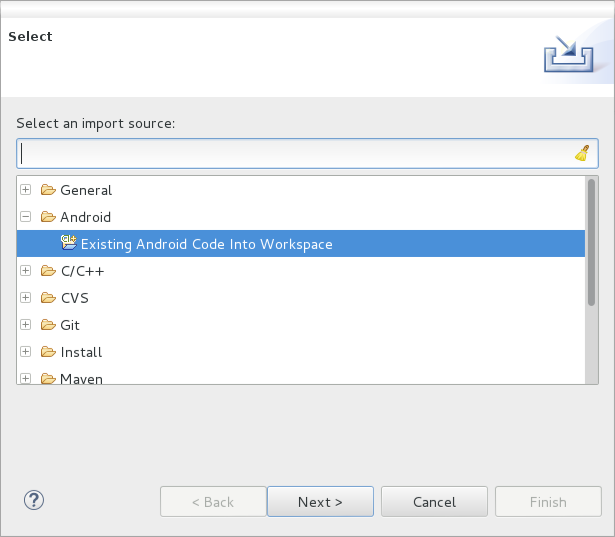 Select
Select an import source:
General
Android
Existing Android Code Into Workspace
C/C++
CVS
Git
Install
Maven
< Back
Next >
Cancel
Finish